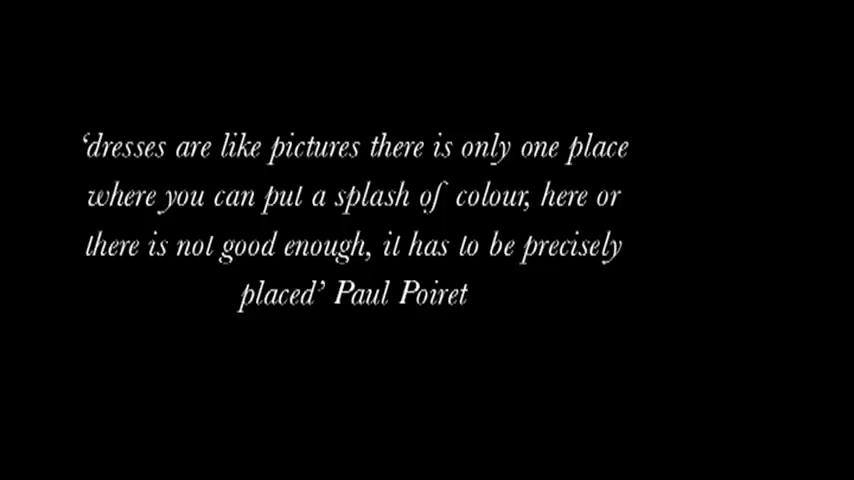 ‘dresses are like pictures there is only one place
where you can put a splash of colour, here or
there is not good enough, it has to be precisely
placed’ Paul Poiret